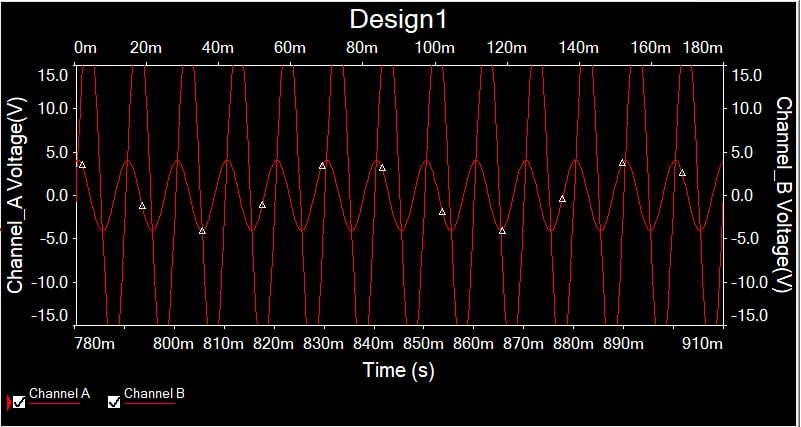 Design1
0m 20m 40m 60m 80m 100m 120m 140m 160m 180m
Channel_A Voltage(V)
15.0
10.0
5.0
0.0
-5.0
-10.0
-15.0
15.0
10.0
5.0
0.0
-5.0
-10.0
-15.0
Channel_B Voltage(V)
780m 800m 810m 820m 830m 840m 850m 860m 870m 880m 890m 910m
Time (s)
Channel A Channel B